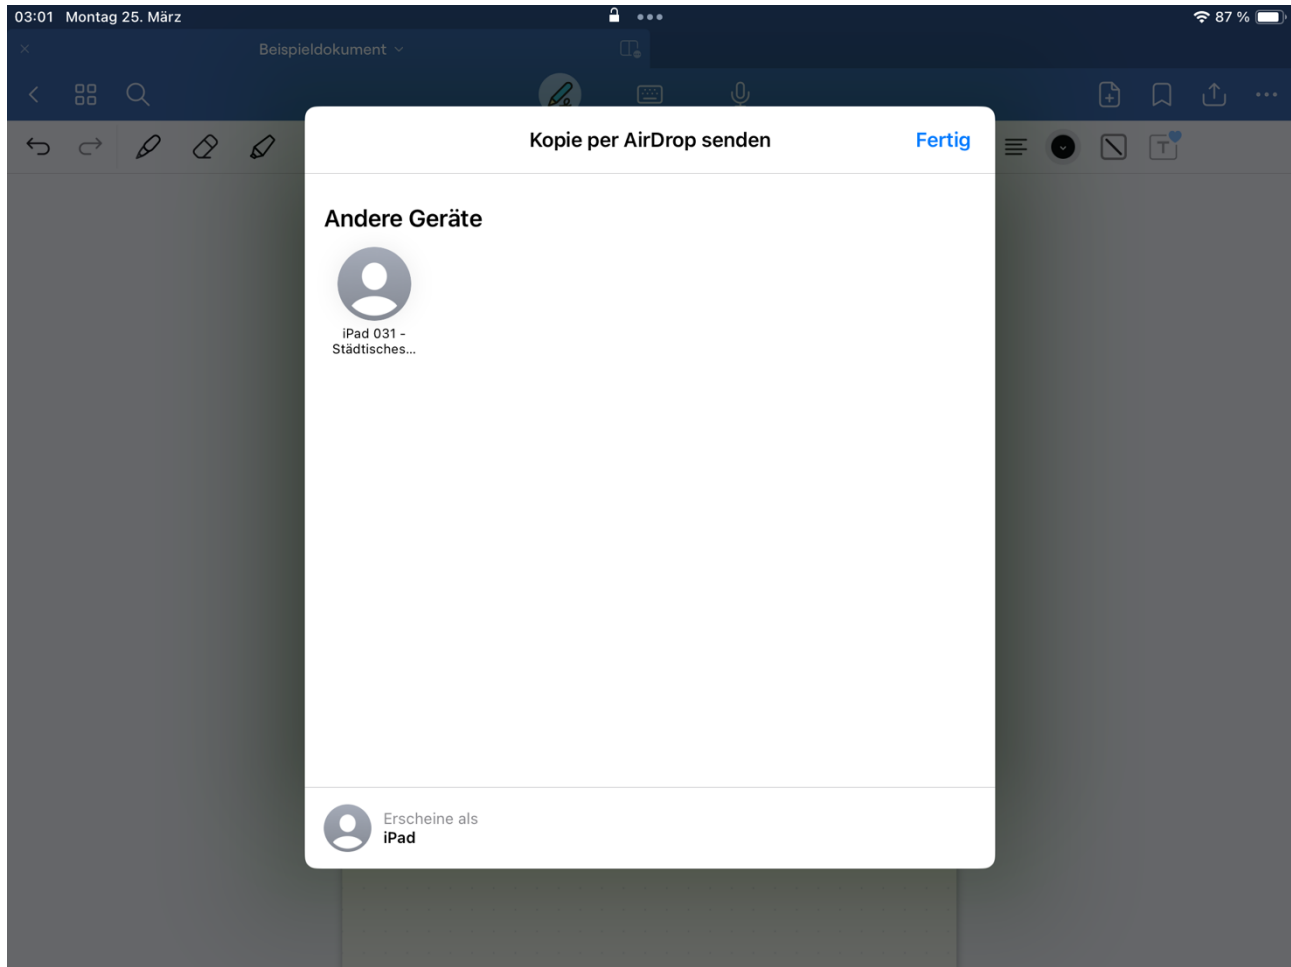 03:01 Montag 25. März
87 %
Beispieldokument
Kopie per AirDrop senden
Fertig
T
Andere Geräte
iPad 031 -
Städtisches...
Erscheine als
iPad